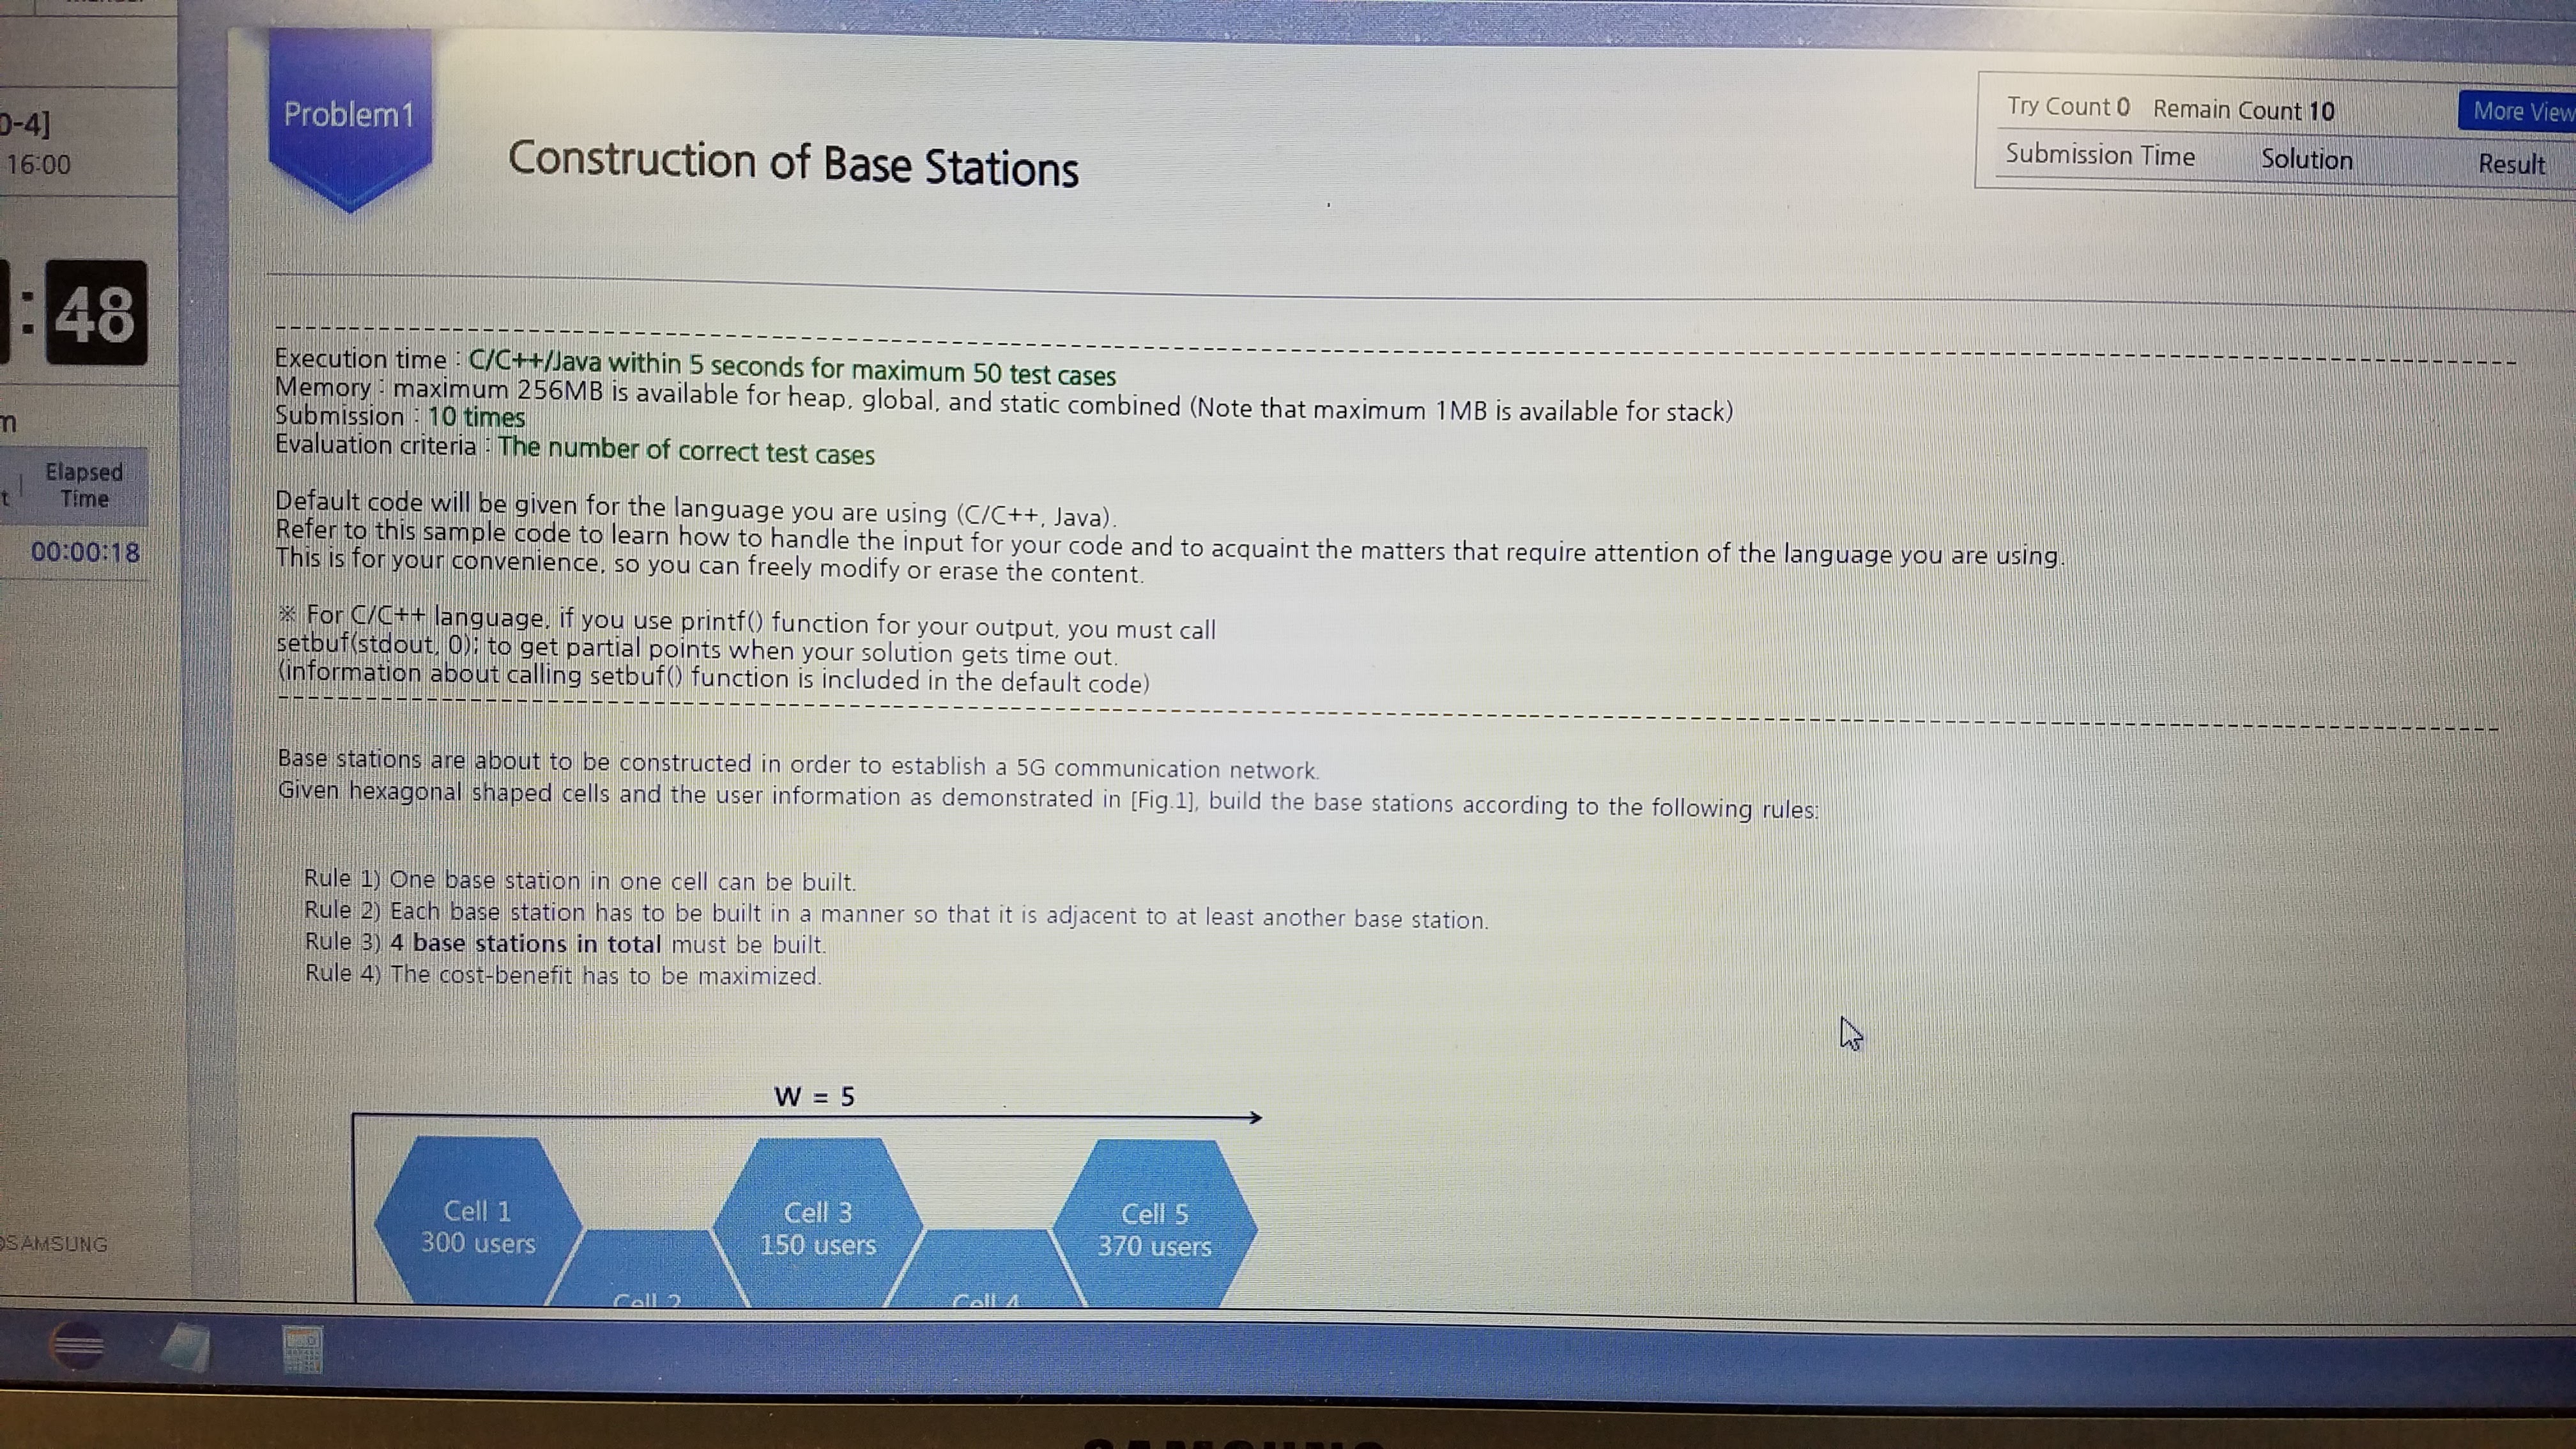 0-4]
16:00
:48
Elapsed
Time
00:00:18
SAMSUNG
Problem1
Construction of Base Stations
Try Count 0 Remain Count 10
More View
Submission Time Solution Result
Execution time : C/C++/Java within 5 seconds for maximum 50 test cases
Memory : maximum 256MB is available for heap, global, and static combined (Note that maximum 1MB is available for stack)
Submission : 10 times
Evaluation criteria : The number of correct test cases
Default code will be given for the language you are using (C/C++, Java).
Refer to this sample code to learn how to handle the input for your code and to acquaint the matters that require attention of the language you are using.
This is for your convenience, so you can freely modify or erase the content.
※ For C/C++ language, if you use printf() function for your output, you must call
setbuf(stdout, 0); to get partial points when your solution gets time out.
(information about calling setbuf() function is included in the default code)
Base stations are about to be constructed in order to establish a 5G communication network.
Given hexagonal shaped cells and the user information as demonstrated in [Fig.1], build the base stations according to the following rules:
Rule 1) One base station in one cell can be built.
Rule 2) Each base station has to be built in a manner so that it is adjacent to at least another base station.
Rule 3) 4 base stations in total must be built.
Rule 4) The cost-benefit has to be maximized.
W = 5
Cell 1
300 users
Cell 3
150 users
Cell 5
370 users
Cell 2
Cell 4
SAMSUNG